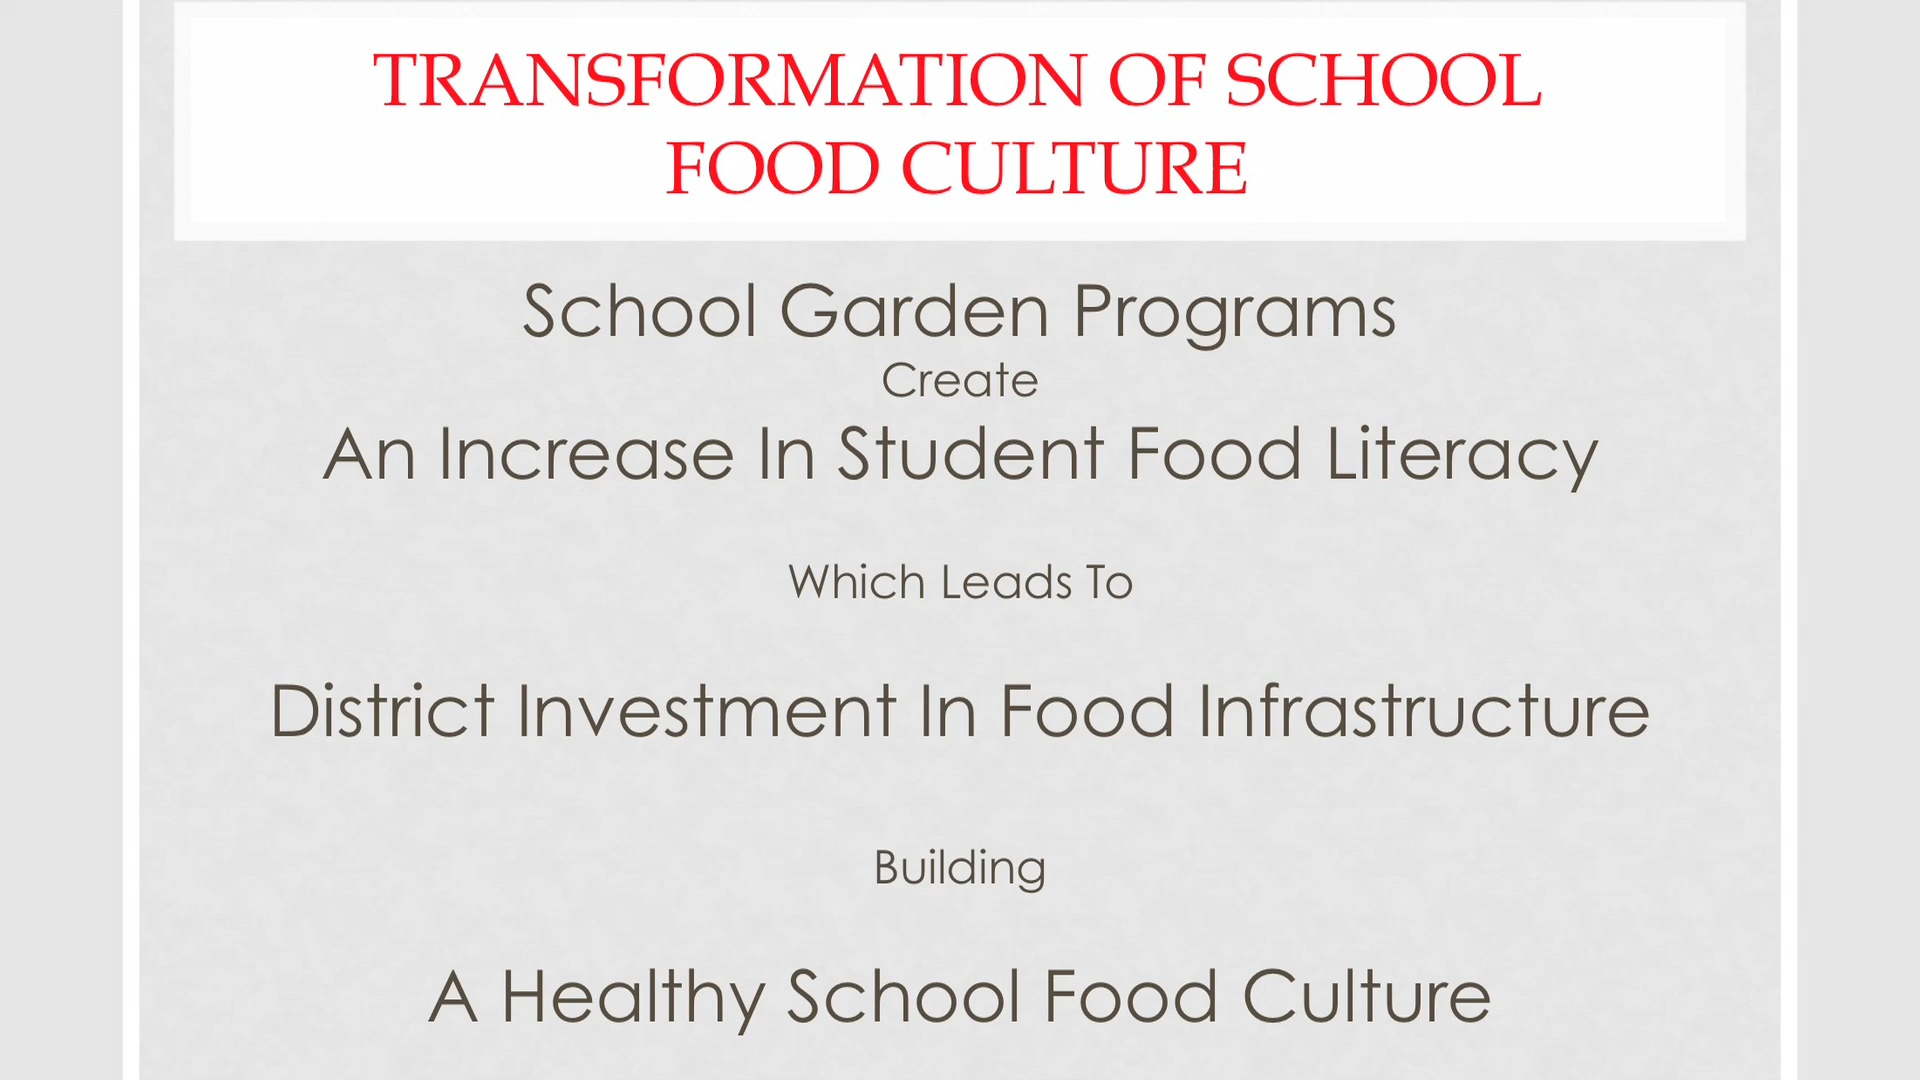 TRANSFORMATION OF SCHOOL
FOOD CULTURE
School Garden Programs
Create
An Increase In Student Food Literacy
Which Leads To
District Investment In Food Infrastructure
Building
A Healthy School Food Culture